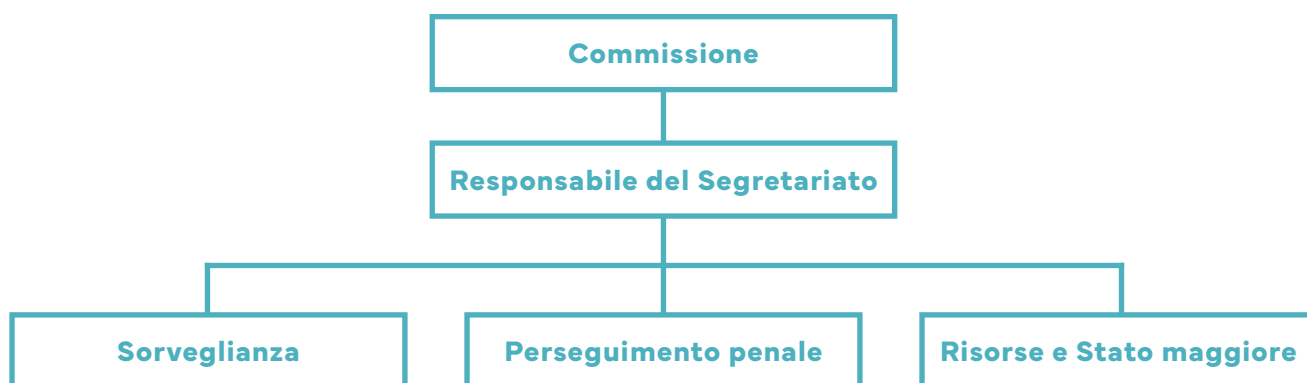 Commissione
Responsabile del Segretariato
Sorveglianza
Perseguimento penale
Risorse e Stato maggiore